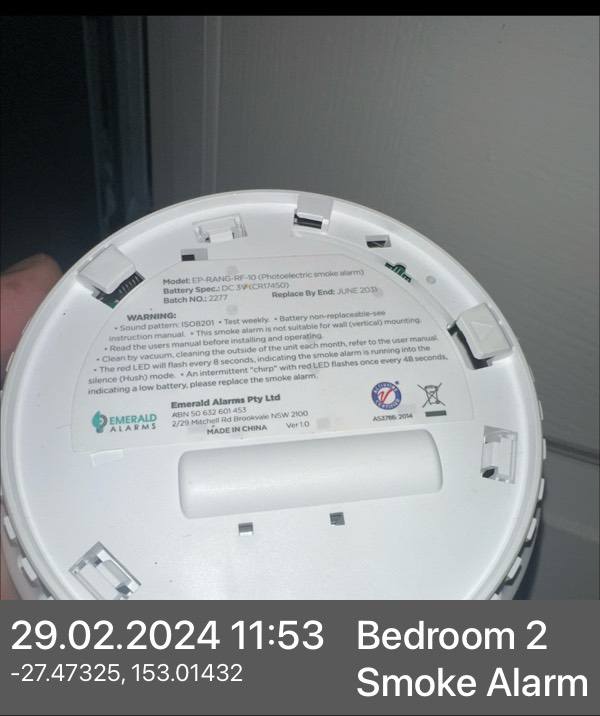 Model: EP-RANG-RF-10 (Photoelectric smoke alarm)
Battery Spec.: DC 3V (CR17450)
Batch NO.: 2277 Replace By End: JUNE 2031
WARNING:
• Sound pattern: ISO8201 • Test weekly. • Battery non-replaceable-see
instruction manual. • This smoke alarm is not suitable for wall (vertical) mounting.
• Read the users manual before installing and operating.
• Clean by vacuum, cleaning the outside of the unit each month, refer to the user manual.
• The red LED will flash every 8 seconds, indicating the smoke alarm is running into the
silence (Hush) mode. • An intermittent "chirp" with red LED flashes once every 48 seconds,
indicating a low battery, please replace the smoke alarm.
EMERALD
ALARMS
Emerald Alarms Pty Ltd
ABN 50 632 601 453
2/29 Mitchell Rd Brookvale NSW 2100
MADE IN CHINA Ver 1.0
AS3786:2014
29.02.2024 11:53
-27.47325, 153.01432
Bedroom 2
Smoke Alarm